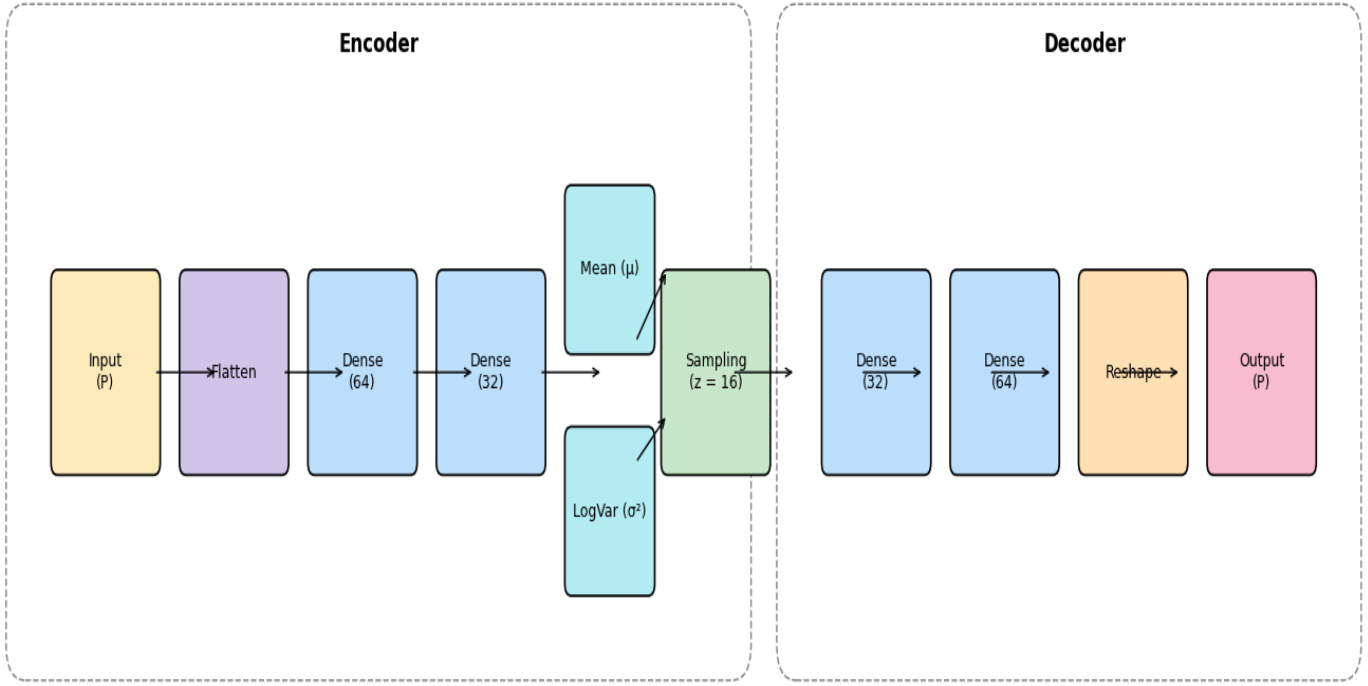 Encoder
Decoder
Input
(P)
Flatten
Dense
(64)
Dense
(32)
Mean (μ)
LogVar (σ²)
Sampling
(z = 16)
Dense
(32)
Dense
(64)
Reshape
Output
(P)